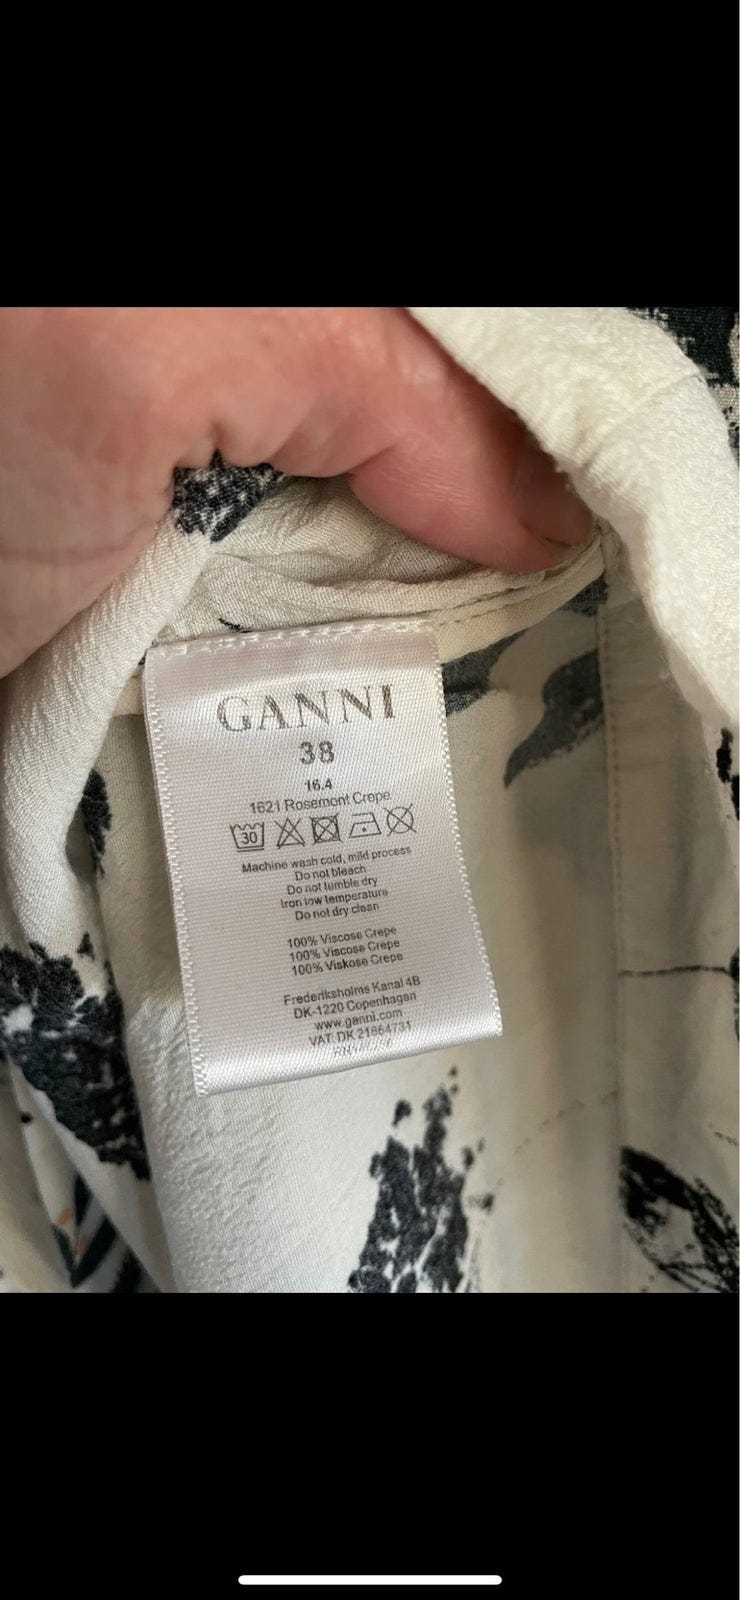 GANNI
38
16.4
1621 Rosemont Crepe
30
Machine wash cold, mild process
Do not bleach
Do not tumble dry
Iron low temperature
Do not dry clean
100% Viscose Crepe
100% Viscose Crepe
100% Viskose Crepe
Frederiksholms Kanal 4B
DK-1220 Copenhagen
www.ganni.com
VAT: DK 21664731